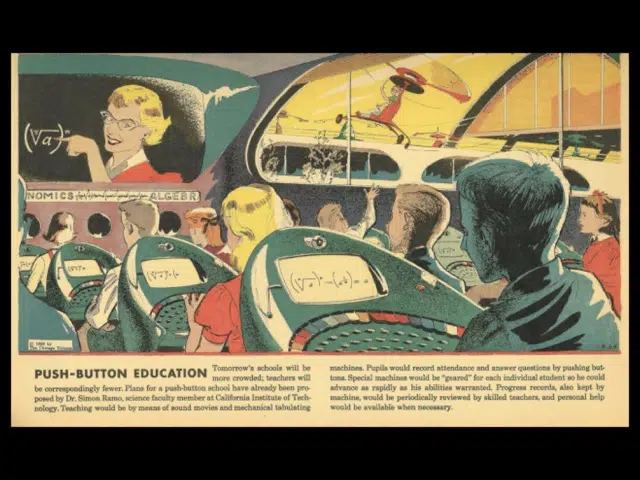 (ⁿ√a)ⁿ=
NOMICS
ALGEBR
© 1958 by
The Chicago Tribune
PUSH-BUTTON EDUCATION Tomorrow's schools will be
more crowded; teachers will
be correspondingly fewer. Plans for a push-button school have already been pro-
posed by Dr. Simon Ramo, science faculty member at California Institute of Tech-
nology. Teaching would be by means of sound movies and mechanical tabulating
machines. Pupils would record attendance and answer questions by pushing but-
tons. Special machines would be "geared" for each individual student so he could
advance as rapidly as his abilities warranted. Progress records, also kept by
machine, would be periodically reviewed by skilled teachers, and personal help
would be available when necessary.